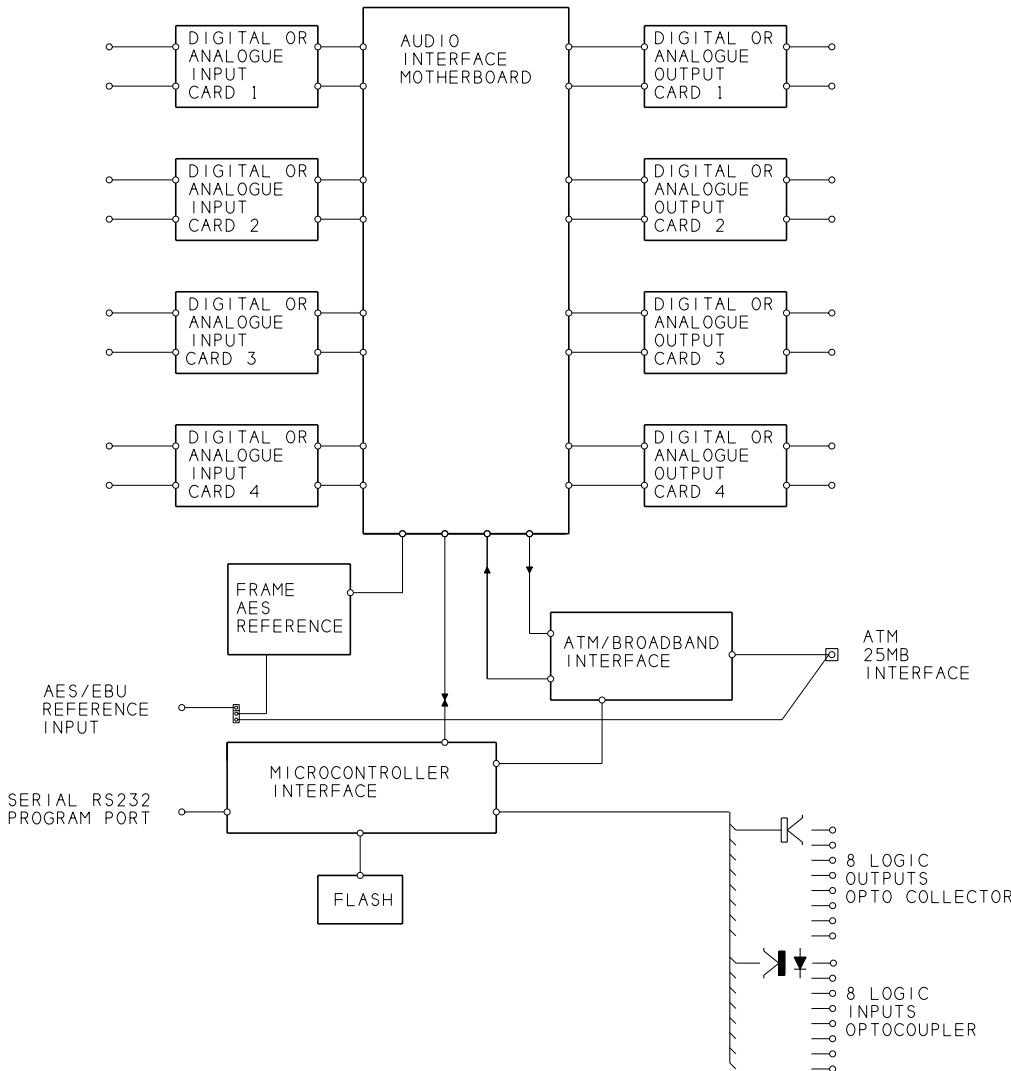 DIGITAL OR
ANALOGUE
INPUT
CARD 1
AUDIO
INTERFACE
MOTHERBOARD
DIGITAL OR
ANALOGUE
OUTPUT
CARD 1
DIGITAL OR
ANALOGUE
INPUT
CARD 2
DIGITAL OR
ANALOGUE
OUTPUT
CARD 2
DIGITAL OR
ANALOGUE
INPUT
CARD 3
DIGITAL OR
ANALOGUE
OUTPUT
CARD 3
DIGITAL OR
ANALOGUE
INPUT
CARD 4
DIGITAL OR
ANALOGUE
OUTPUT
CARD 4
FRAME
AES
REFERENCE
ATM/BROADBAND
INTERFACE
ATM
25MB
INTERFACE
AES/EBU
REFERENCE
INPUT
MICROCONTROLLER
INTERFACE
SERIAL RS232
PROGRAM PORT
FLASH
8 LOGIC
OUTPUTS
OPTO COLLECTOR
8 LOGIC
INPUTS
OPTOCOUPLER